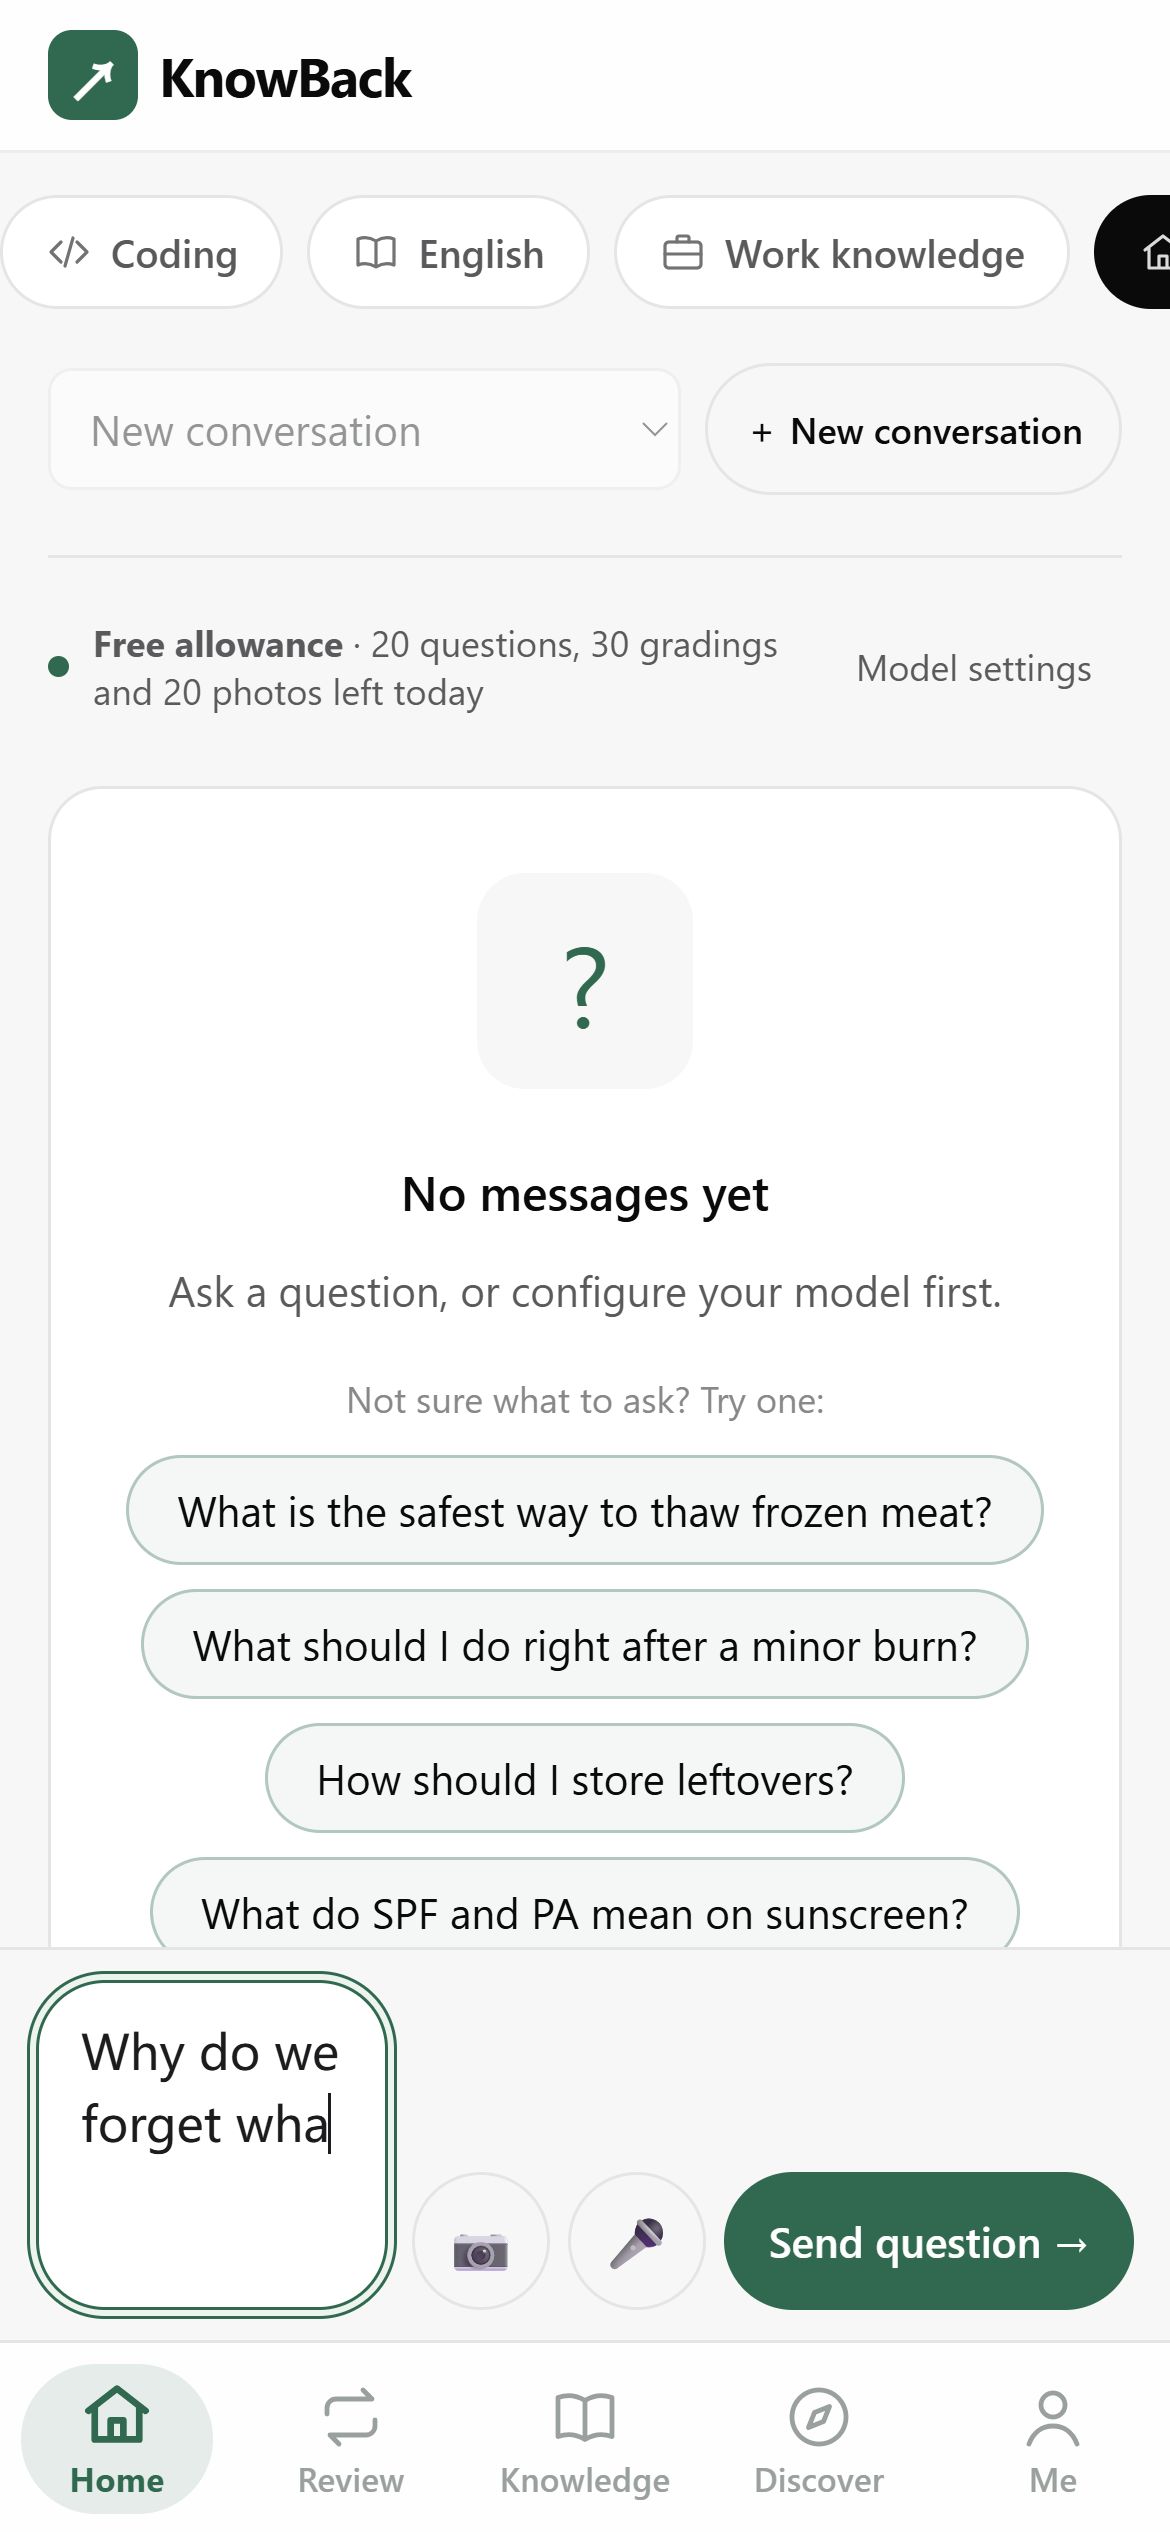 KnowBack
Coding
English
Work knowledge
New conversation
+ New conversation
Free allowance · 20 questions, 30 gradings
and 20 photos left today
Model settings
?
No messages yet
Ask a question, or configure your model first.
Not sure what to ask? Try one:
What is the safest way to thaw frozen meat?
What should I do right after a minor burn?
How should I store leftovers?
What do SPF and PA mean on sunscreen?
Why do we
forget wha
Send question →
Home
Review
Knowledge
Discover
Me